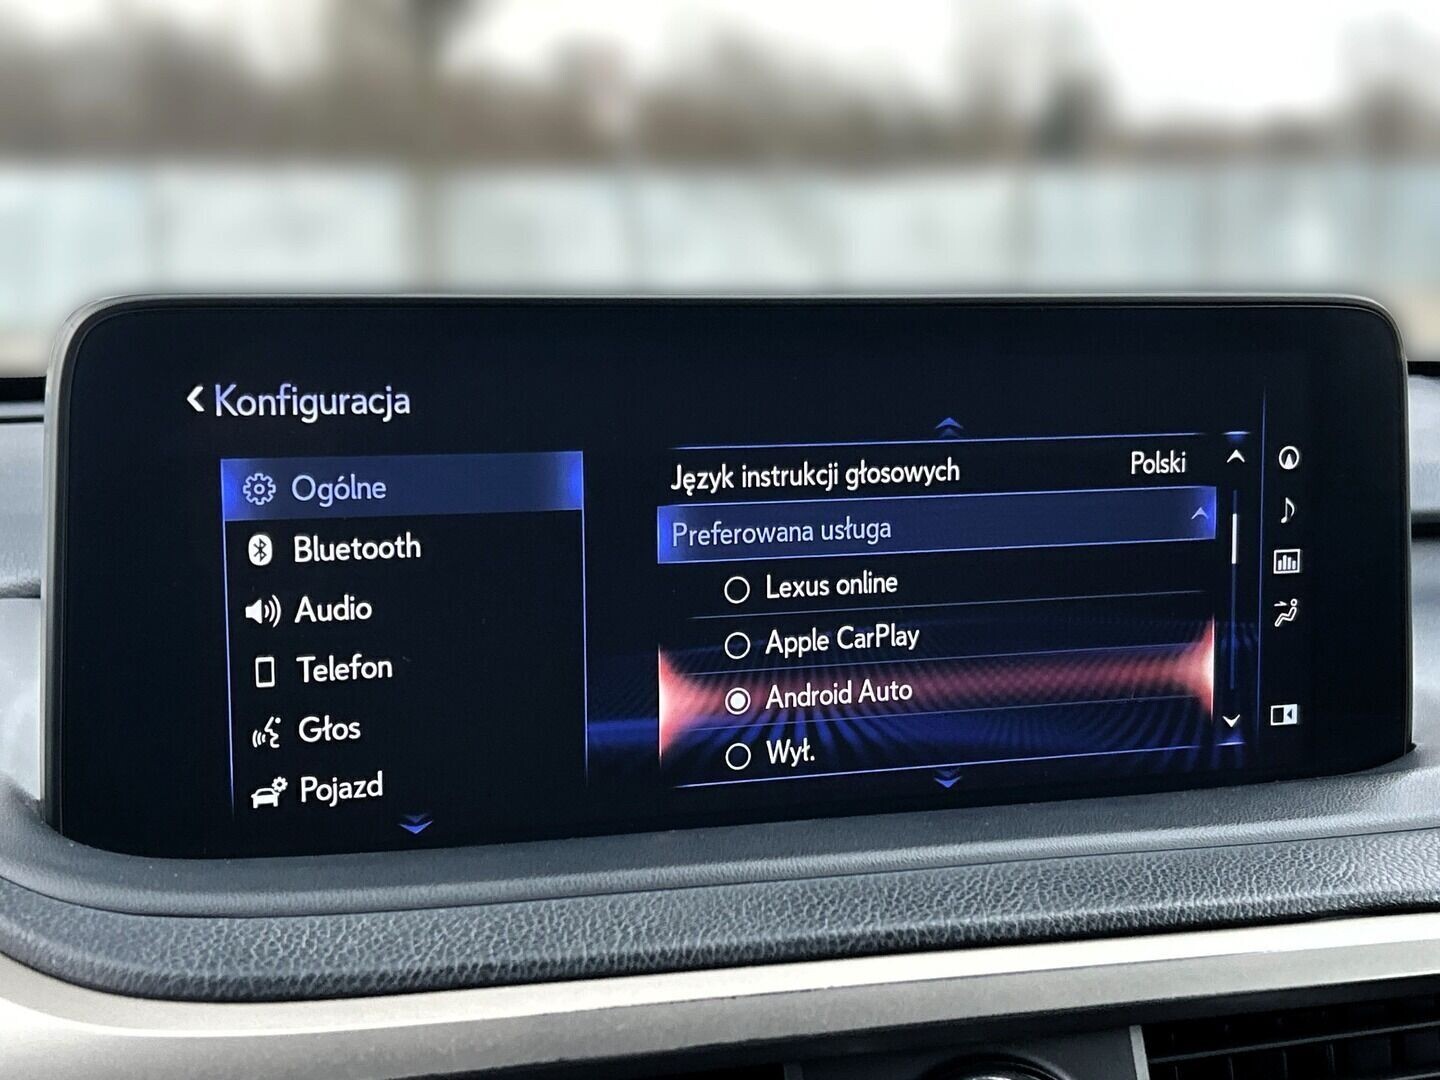 Konfiguracja
Ogólne
Bluetooth
Audio
Telefon
Głos
Pojazd
Język instrukcji głosowych Polski
Preferowana usługa
Lexus online
Apple CarPlay
Android Auto
Wył.